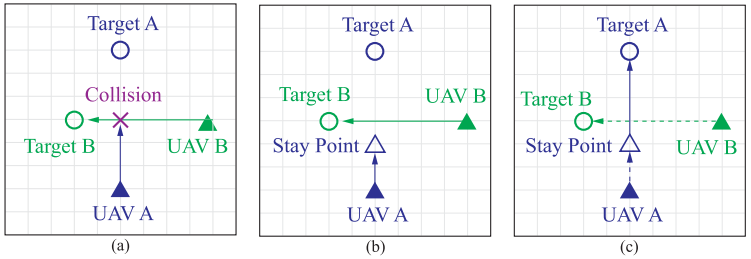 Target A
Collision
Target B
UAV B
UAV A
(a)
Target A
Target B
UAV B
Stay Point
UAV A
(b)
Target A
Target B
Stay Point
UAV B
UAV A
(c)